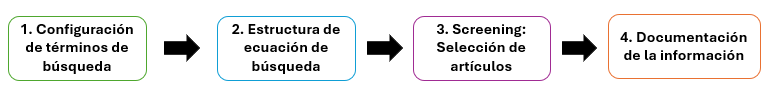 1. Configuración
de términos de
búsqueda
2. Estructura de
ecuación de
búsqueda
3. Screening:
Selección de
artículos
4. Documentación
de la información